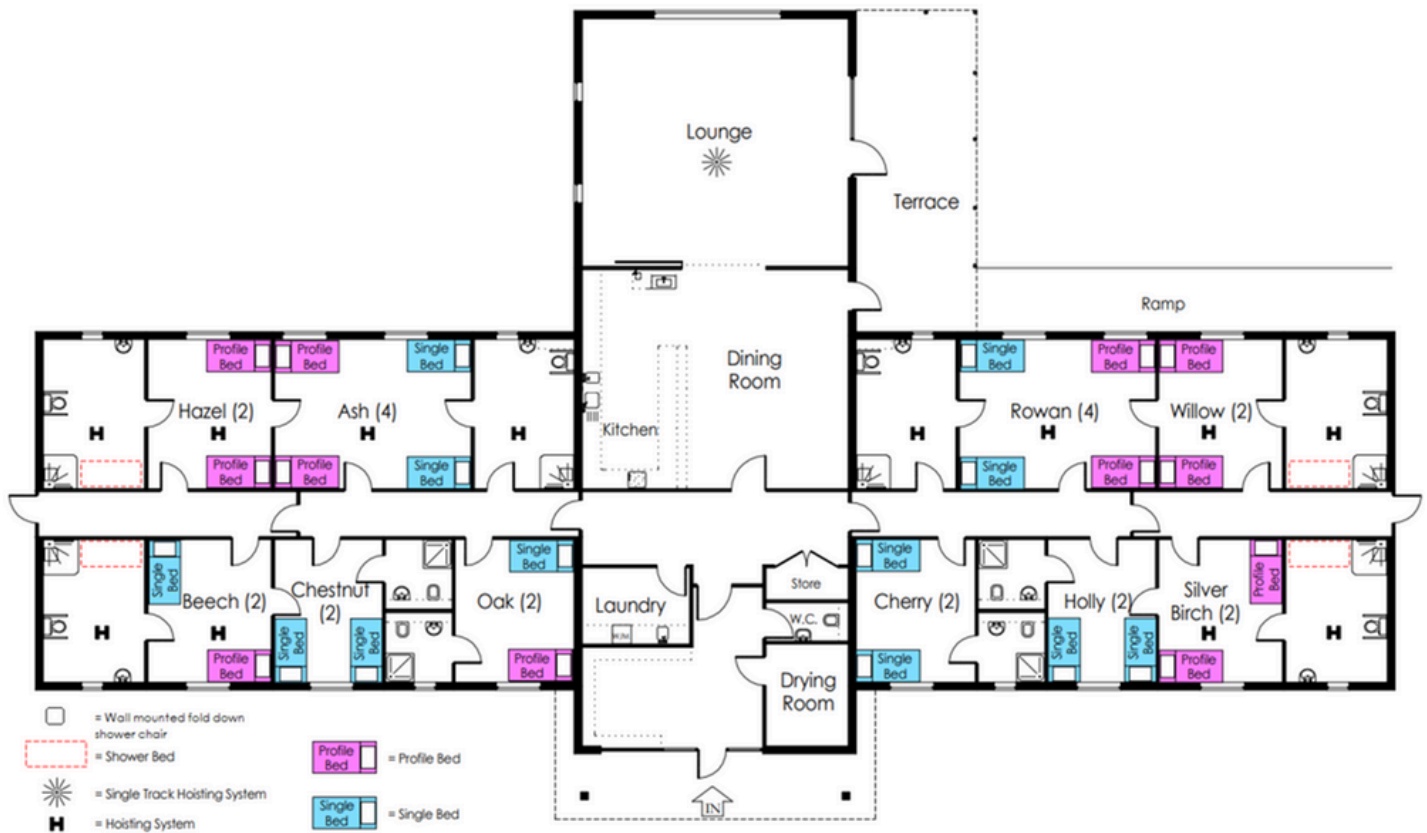 Lounge
Terrace
Ramp
Profile
Bed
Profile
Bed
Single
Bed
Single
Bed
Profile
Bed
Profile
Bed
Dining
Room
Hazel (2)
Ash (4)
Rowan (4)
Willow (2)
H
H
H
H
Kitchen
H
H
H
H
Profile
Bed
Profile
Bed
Single
Bed
Single
Bed
Profile
Bed
Profile
Bed
Single
Bed
Single
Bed
Single
Bed
Profile
Bed
Store
Beech (2)
Chestnut
(2)
Oak (2)
Laundry
W.C.
Cherry (2)
Holly (2)
Silver
Birch (2)
H
H
H
H
Profile
Bed
Single
Bed
Single
Bed
Profile
Bed
Single
Bed
Single
Bed
Single
Bed
Profile
Bed
Drying
Room
IN
= Wall mounted fold down
shower chair
= Shower Bed
= Single Track Hoisting System
H = Hoisting System
Profile
Bed
= Profile Bed
Single
Bed
= Single Bed